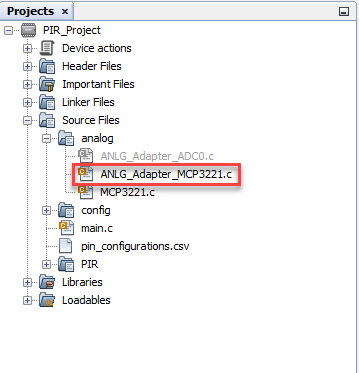 Projects ×
PIR_Project
Device actions
Header Files
Important Files
Linker Files
Source Files
analog
ANLG_Adapter_ADC0.c
ANLG_Adapter_MCP3221.c
MCP3221.c
config
main.c
pin_configurations.csv
PIR
Libraries
Loadables